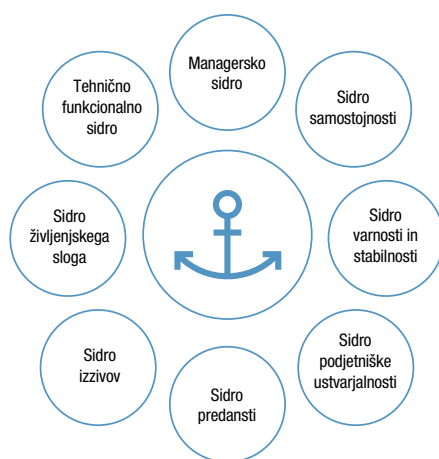 Managersko
sidro
Sidro
samostojnosti
Sidro
varnosti in
stabilnosti
Sidro
podjetniške
ustvarjalnosti
Sidro
predansti
Sidro
izzivov
Sidro
življenjskega
sloga
Tehnično
funkcionalno
sidro